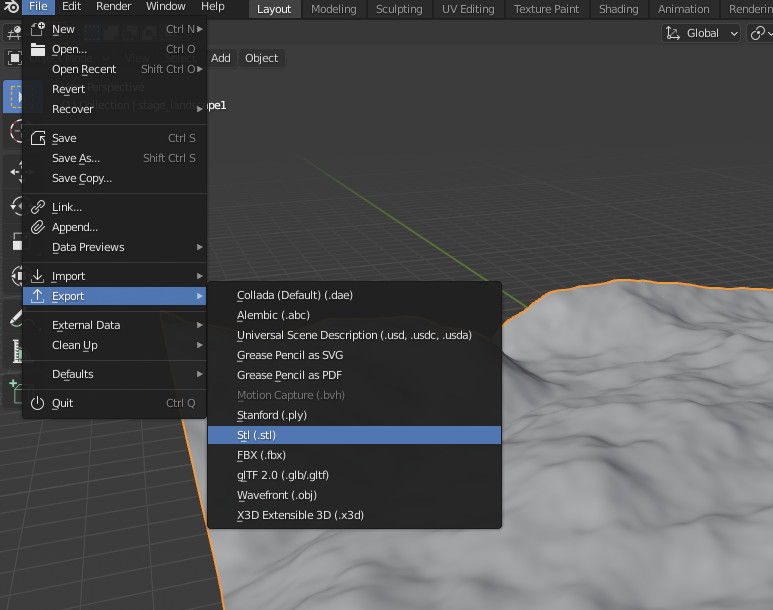 File Edit Render Window Help Layout Modeling Sculpting UV Editing Texture Paint Shading Animation Renderin
New Ctrl N
Open... Ctrl O
Global
Open Recent Shift Ctrl O
Add Object
Revert
Perspective
Recover
Collection | stage_landscape1
Save Ctrl S
Save As... Shift Ctrl S
Save Copy...
Link...
Append...
Data Previews
Import
Export
Collada (Default) (.dae)
Alembic (.abc)
External Data
Universal Scene Description (.usd, .usdc, .usda)
Clean Up
Grease Pencil as SVG
Defaults
Grease Pencil as PDF
Motion Capture (.bvh)
Quit Ctrl Q
Stanford (.ply)
Stl (.stl)
FBX (.fbx)
glTF 2.0 (.glb/.gltf)
Wavefront (.obj)
X3D Extensible 3D (.x3d)